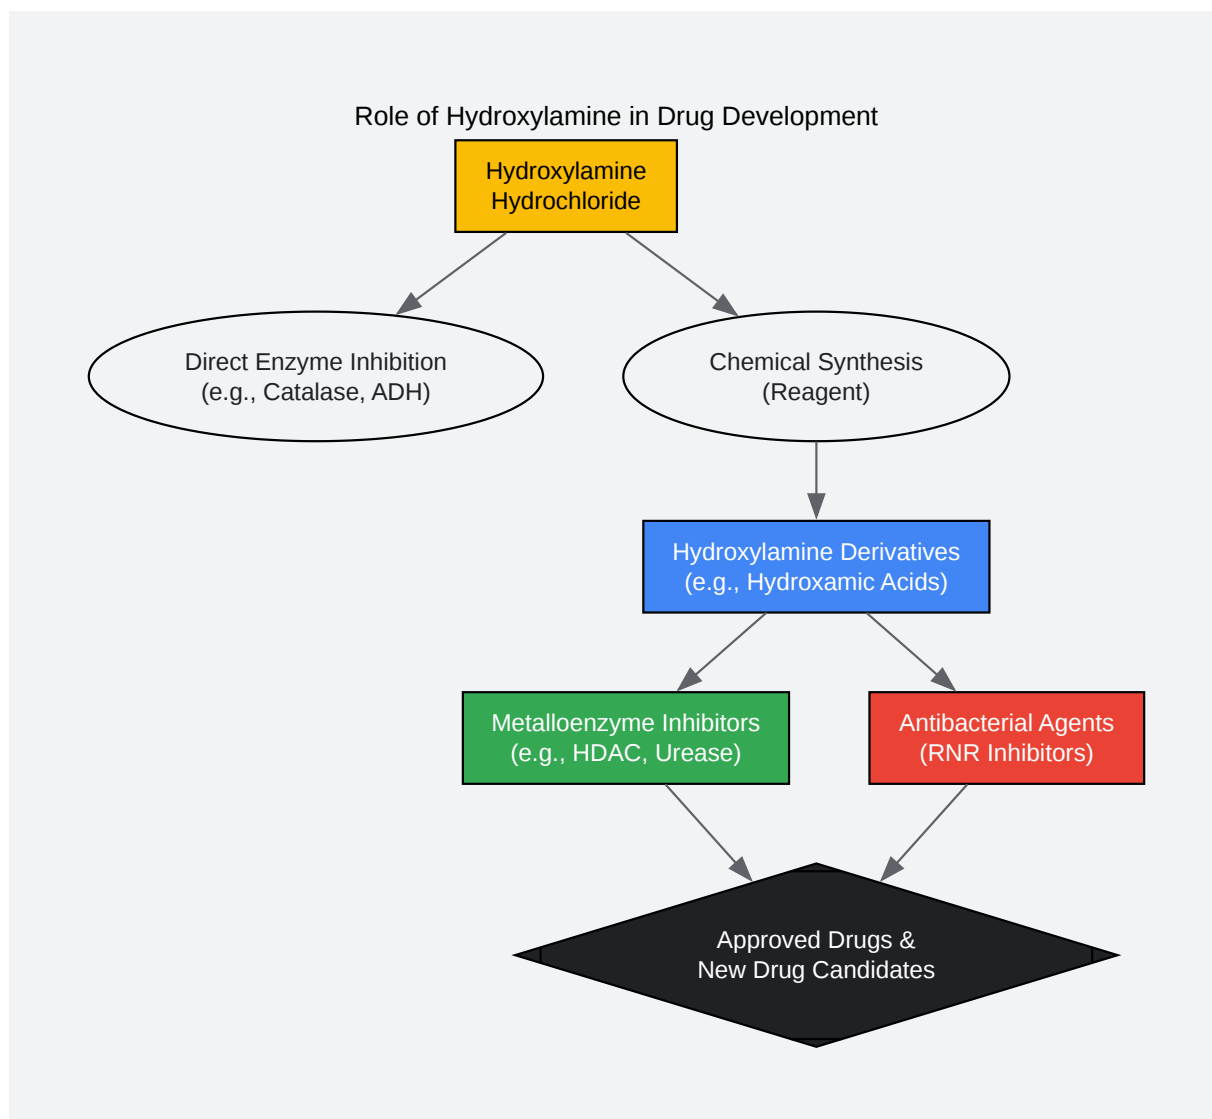 Role of Hydroxylamine in Drug Development
Hydroxylamine
Hydrochloride
Direct Enzyme Inhibition
(e.g., Catalase, ADH)
Chemical Synthesis
(Reagent)
Hydroxylamine Derivatives
(e.g., Hydroxamic Acids)
Metalloenzyme Inhibitors
(e.g., HDAC, Urease)
Antibacterial Agents
(RNR Inhibitors)
Approved Drugs &
New Drug Candidates